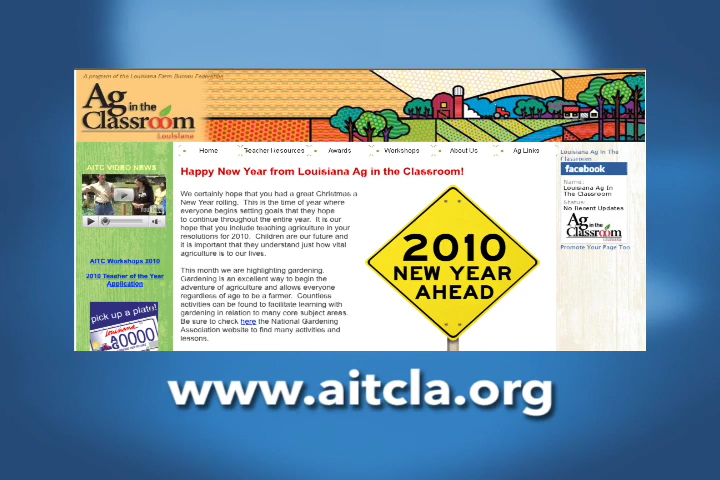 A program of the Louisiana Farm Bureau Federation
Ag in the
Classroom
Louisiana
Home
Teacher Resources
Awards
Workshops
About Us
Ag Links
AITC VIDEO NEWS
AITC Workshops 2010
2010 Teacher of the Year
Application
pick up a plate!
Louisiana
AG 0000
Happy New Year from Louisiana Ag in the Classroom!
We certainly hope that you had a great Christmas a
New Year rolling. This is the time of year where
everyone begins setting goals that they hope
to continue throughout the entire year. It is our
hope that you include teaching agriculture in your
resolutions for 2010. Children are our future and
it is important that they understand just how vital
agriculture is to our lives.
This month we are highlighting gardening.
Gardening is an excellent way to begin the
adventure of agriculture and allows everyone
regardless of age to be a farmer. Countless
activities can be found to facilitate learning with
gardening in relation to many core subject areas.
Be sure to check here the National Gardening
Association website to find many activities and
lessons.
2010
NEW YEAR
AHEAD
Louisiana Ag In The
Classroom
facebook
Name:
Louisiana Ag In
The Classroom
Status:
No Recent Updates
Ag in the
Classroom
Promote Your Page Too
www.aitcla.org